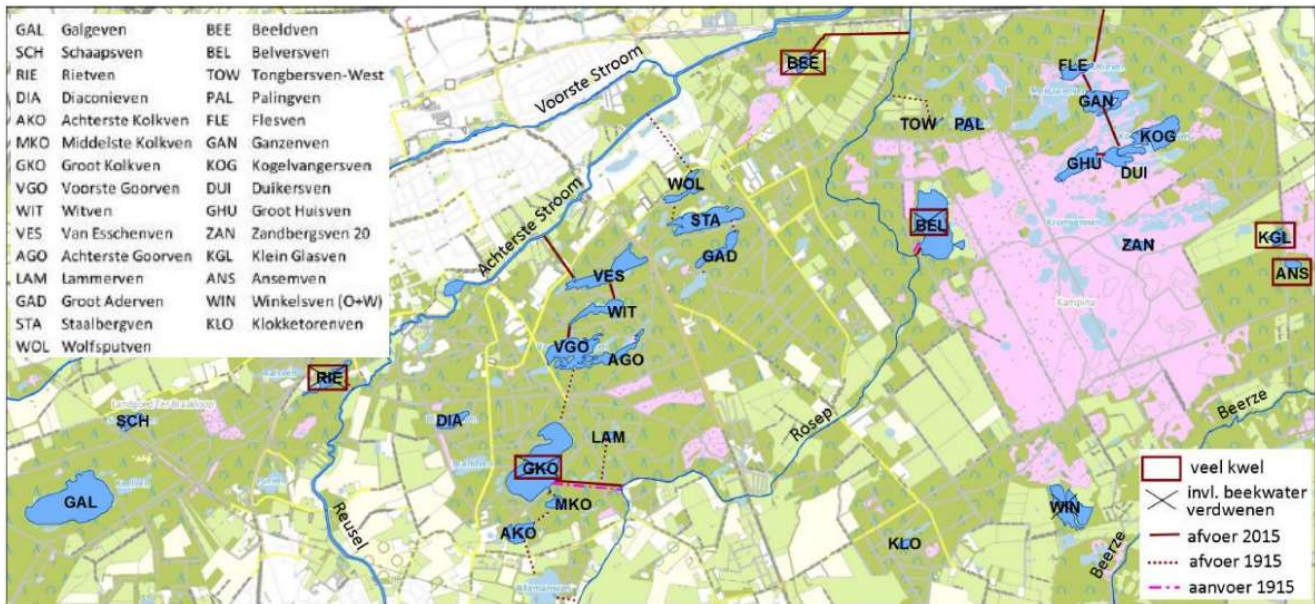 GAL Galgeven BEE Beeldven
SCH Schaapsven BEL Belversven
RIE Rietven TOW Tongbersven-West
DIA Diaconieven PAL Palingven
AKO Achterste Kolkven FLE Flesven
MKO Middelste Kolkven GAN Ganzenven
GKO Groot Kolkven KOG Kogelvangersven
VGO Voorste Goorven DUI Duikersven
WIT Witven GHU Groot Huisven
VES Van Esschenven ZAN Zandbergsven 20
AGO Achterste Goorven KGL Klein Glasven
LAM Lammerven ANS Ansemven
GAD Groot Aderven WIN Winkelsven (O+W)
STA Staalbergven KLO Klokketorenven
WOL Wolfsputven
Voorste Stroom
BEE
FLE
GAN
TOW PAL
KOG
GHU
DUI
WOL
STA
BEL
GAD
ZAN
KGL
ANS
Achterste Stroom
VES
WIT
VGO
AGO
Kampina
RIE
SCH
DIA
LAM
Rosep
Beerze
GKO
GAL
MKO
AKO
Reusel
KLO
WIN
Beerze
veel kwel
invl. beekwater
verdwenen
afvoer 2015
afvoer 1915
aanvoer 1915